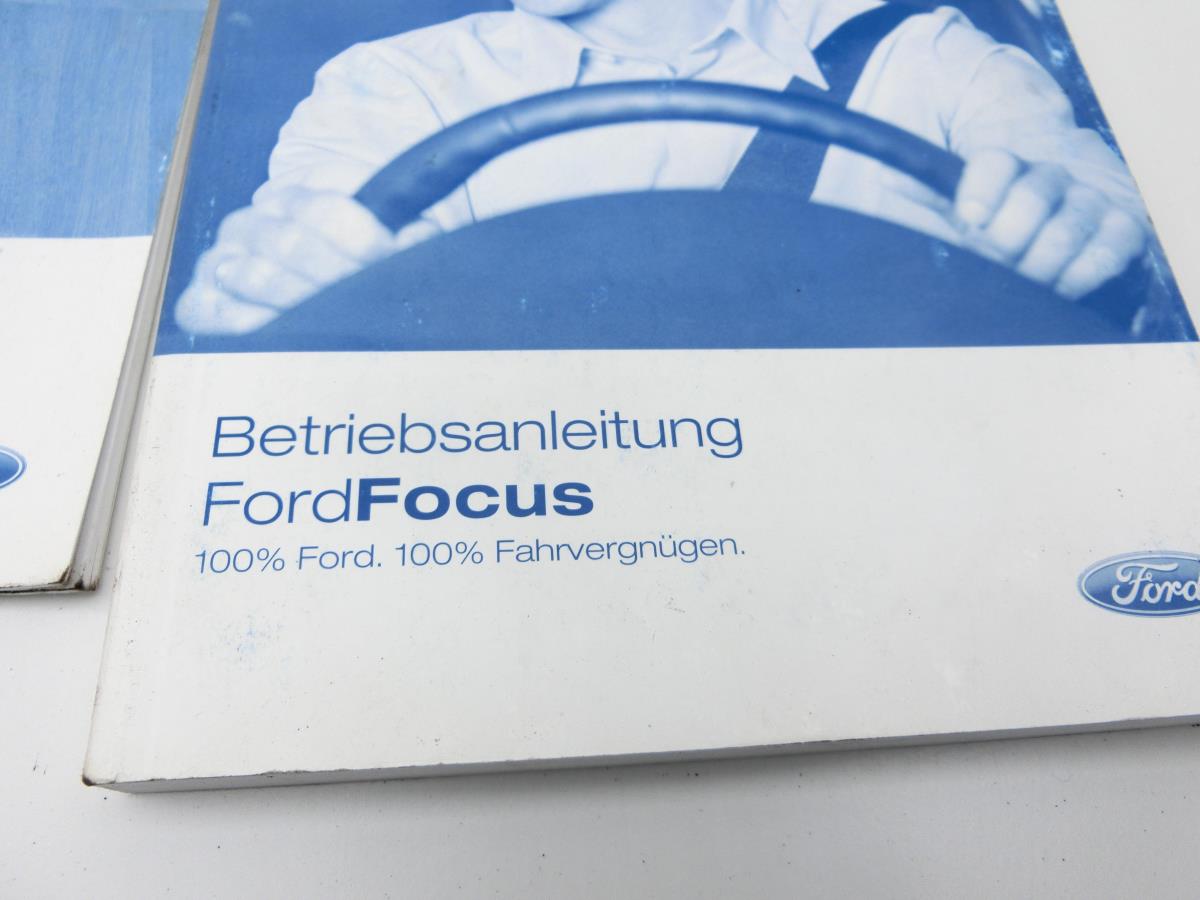 Betriebsanleitung
FordFocus
100% Ford. 100% Fahrvergnügen.
Ford